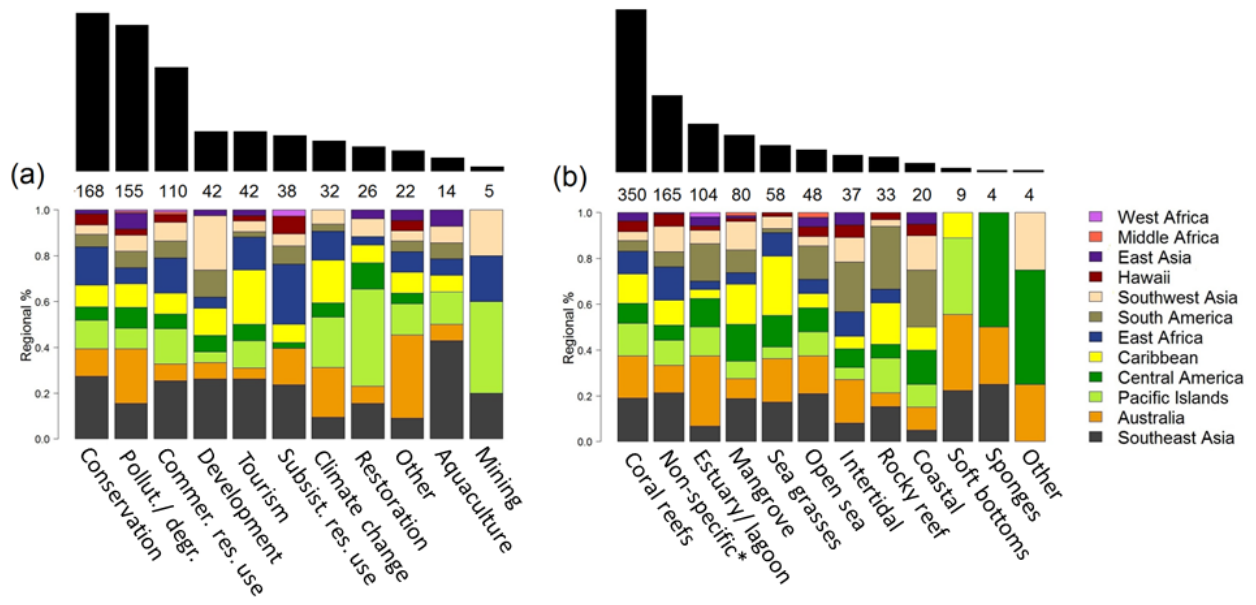 (a)
168 155 110 42 42 38 32 26 22 14 5
1.0
0.8
0.6
0.4
0.2
0.0
Regional %
Conservation
Pollut./ degr.
Commer. res. use
Development
Tourism
Subsist. res. use
Climate change
Restoration
Other
Aquaculture
Mining
(b)
350 165 104 80 58 48 37 33 20 9 4 4
1.0
0.8
0.6
0.4
0.2
0.0
Regional %
Coral reefs
Non-specific*
Estuary/ lagoon
Mangrove
Sea grasses
Open sea
Intertidal
Rocky reef
Coastal
Soft bottoms
Sponges
Other
West Africa
Middle Africa
East Asia
Hawaii
Southwest Asia
South America
East Africa
Caribbean
Central America
Pacific Islands
Australia
Southeast Asia